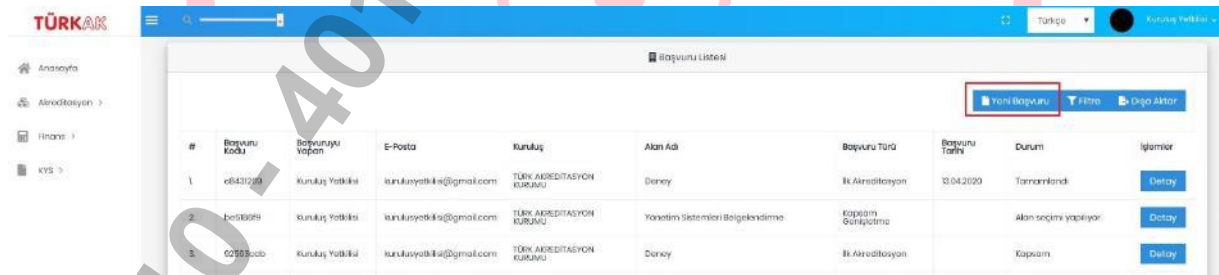 TÜRKAK
Türkçe
Kuruluş Yetkilisi
Anasayfa
Akreditasyon >
Finans >
KYS >
Başvuru Listesi
Yeni Başvuru Filtre Dışa Aktar
# Başvuru Kodu Başvuruyu Yapan E-Posta Kuruluş Alan Adı Başvuru Türü Başvuru Tarihi Durum İşlemler
1. Kuruluş Yetkilisi kurulusyetkilisi@gmail.com TÜRK AKREDİTASYON KURUMU Deney İlk Akreditasyon 13.04.2020 Tamamlandı Detay
2. be5188f9 Kuruluş Yetkilisi kurulusyetkilisi@gmail.com TÜRK AKREDİTASYON KURUMU Yönetim Sistemleri Belgelendirme Kapsam Genişletme Alan seçimi yapılıyor Detay
3. Kuruluş Yetkilisi kurulusyetkilisi@gmail.com TÜRK AKREDİTASYON KURUMU Deney İlk Akreditasyon Kapsam Detay